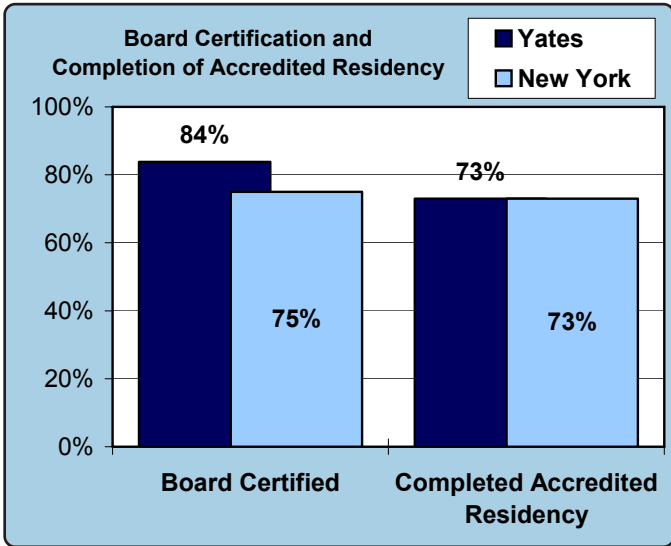 Board Certification and
Completion of Accredited Residency
Yates
New York
100%
80%
60%
40%
20%
0%
84%
75%
73%
73%
Board Certified
Completed Accredited
Residency